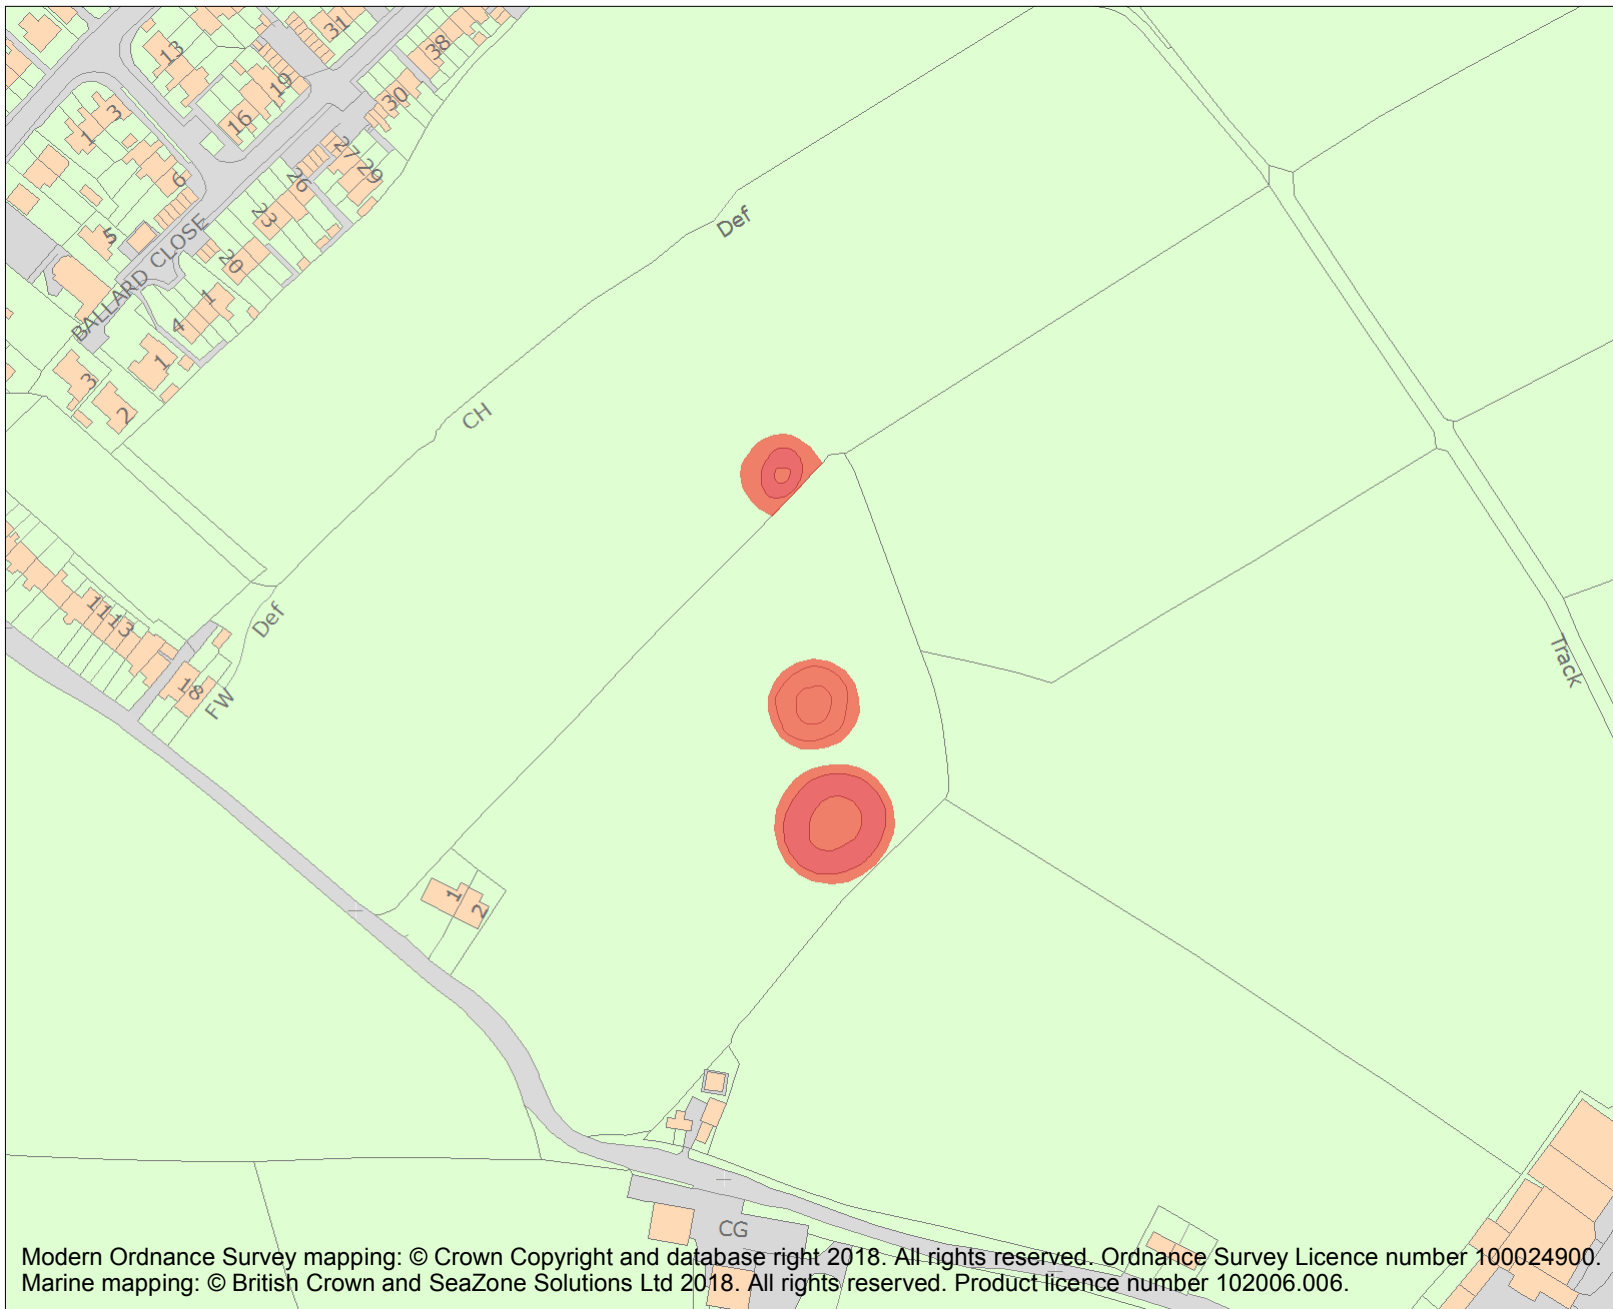 31
38
13
19
30
3
16
1
27
29
6
26
23
5
20
BALLARD CLOSE
1
4
1
3
2
Def
CH
1113
Def
18
FW
Track
1
2
CG
Modern Ordnance Survey mapping: © Crown Copyright and database right 2018. All rights reserved. Ordnance Survey Licence number 100024900.
Marine mapping: © British Crown and SeaZone Solutions Ltd 2018. All rights reserved. Product licence number 102006.006.